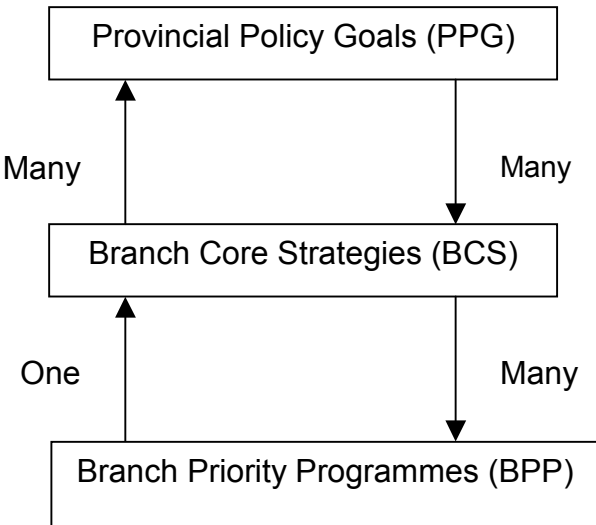 Provincial Policy Goals (PPG)
Many
Many
Branch Core Strategies (BCS)
One
Many
Branch Priority Programmes (BPP)